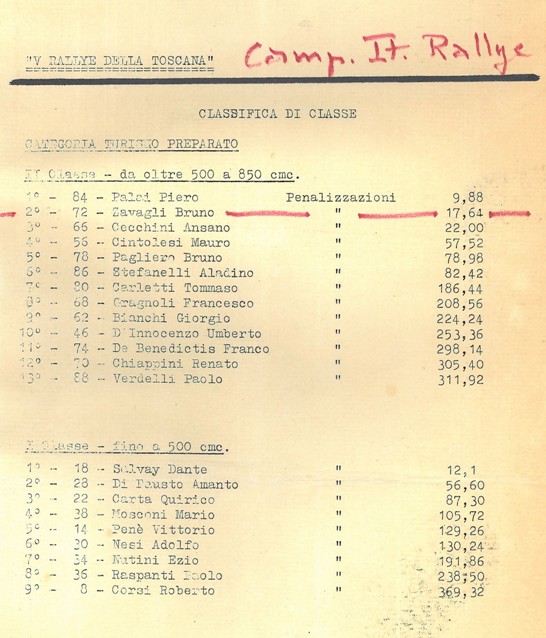 "V RALLYE DELLA TOSCANA" Camp. It. Rallye
CLASSIFICA DI CLASSE
CATEGORIA TURISMO PREPARATO
II Classe - da oltre 500 a 850 cmc.
1° - 84 - Palci Piero Penalizzazioni 9,88
2° - 72 - Zavagli Bruno " 17,64
3° - 66 - Cecchini Ansano " 22,00
4° - 56 - Cintolesi Mauro " 57,52
5° - 78 - Pagliero Bruno " 78,98
6° - 86 - Stefanelli Aladino " 82,42
7° - 80 - Carletti Tommaso " 186,44
8° - 68 - Gragnoli Francesco " 208,56
9° - 62 - Bianchi Giorgio " 224,24
10° - 46 - D'Innocenzo Umberto " 253,36
11° - 74 - De Benedictis Franco " 298,14
12° - 70 - Chiappini Renato " 305,40
13° - 88 - Verdelli Paolo " 311,92
I Classe - fino a 500 cmc.
1° - 18 - Salvay Dante " 12,1
2° - 28 - Di Fausto Amanto " 56,60
3° - 22 - Carta Quirico " 87,30
4° - 38 - Mosconi Mario " 105,72
5° - 14 - Penè Vittorio " 129,26
6° - 30 - Nesi Adolfo " 130,24
7° - 34 - Nutini Ezio " 191,86
8° - 36 - Raspanti Paolo " 238,50
9° - 8 - Corsi Roberto " 369,32